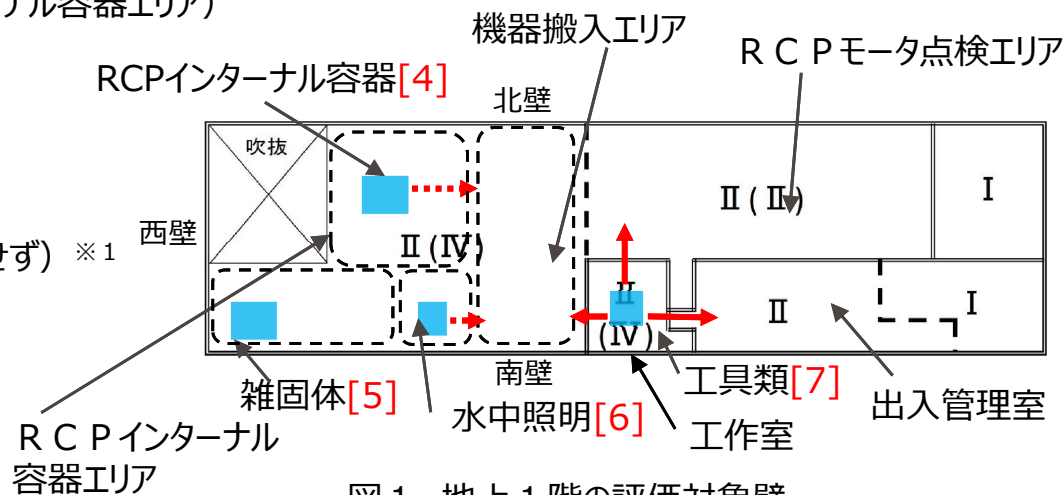 ナル容器エリア)
機器搬入エリア
RCPモータ点検エリア
RCPインターナル容器[4]
北壁
吹抜
Ⅱ(Ⅱ)
Ⅰ
西壁
せず) ※1
Ⅱ(Ⅳ)
Ⅱ
(Ⅳ)
Ⅱ
Ⅰ
南壁
雑固体[5]
水中照明[6]
工具類[7]
出入管理室
工作室
RCPインターナル
容器エリア
図1 地上1階の評価対象壁